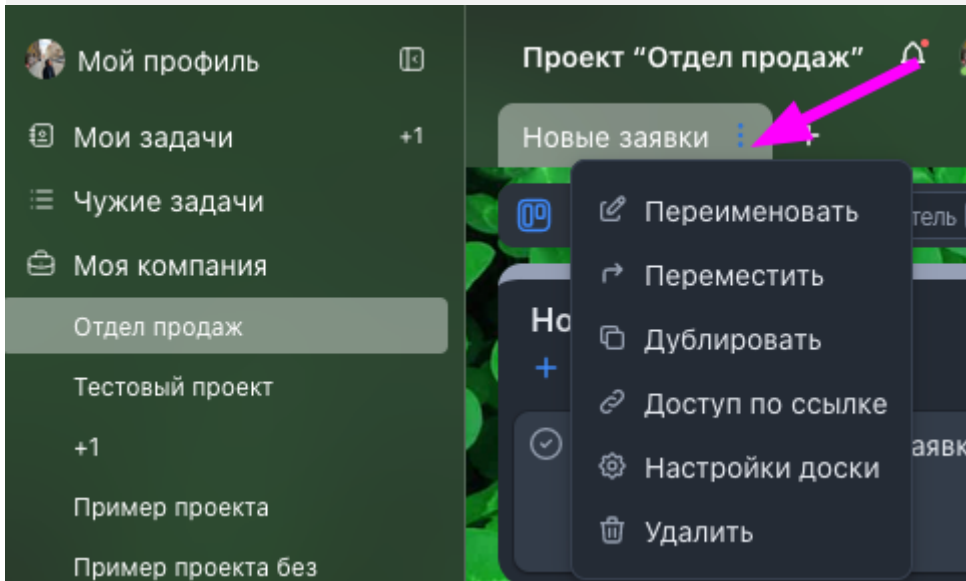 Мой профиль
Мои задачи +1
Чужие задачи
Моя компания
Отдел продаж
Тестовый проект
+1
Пример проекта
Пример проекта без
Проект “Отдел продаж”
Новые заявки
Переименовать
Переместить
Дублировать
Доступ по ссылке
Настройки доски
Удалить